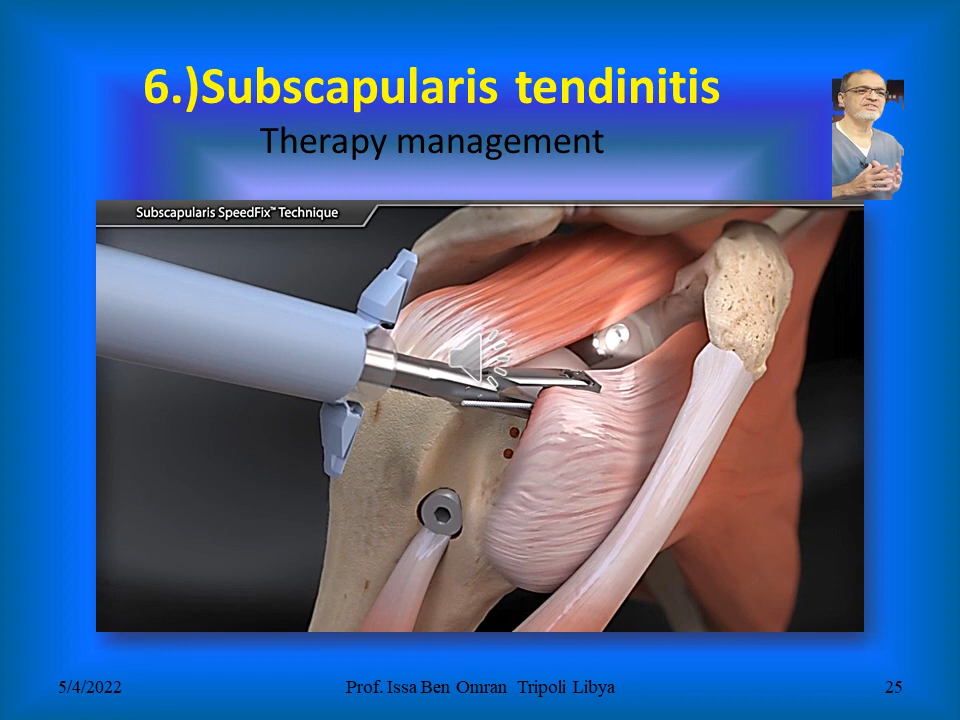 6.)Subscapularis tendinitis
Therapy management
Subscapularis SpeedFix™ Technique
5/4/2022
Prof. Issa Ben Omran Tripoli Libya
25